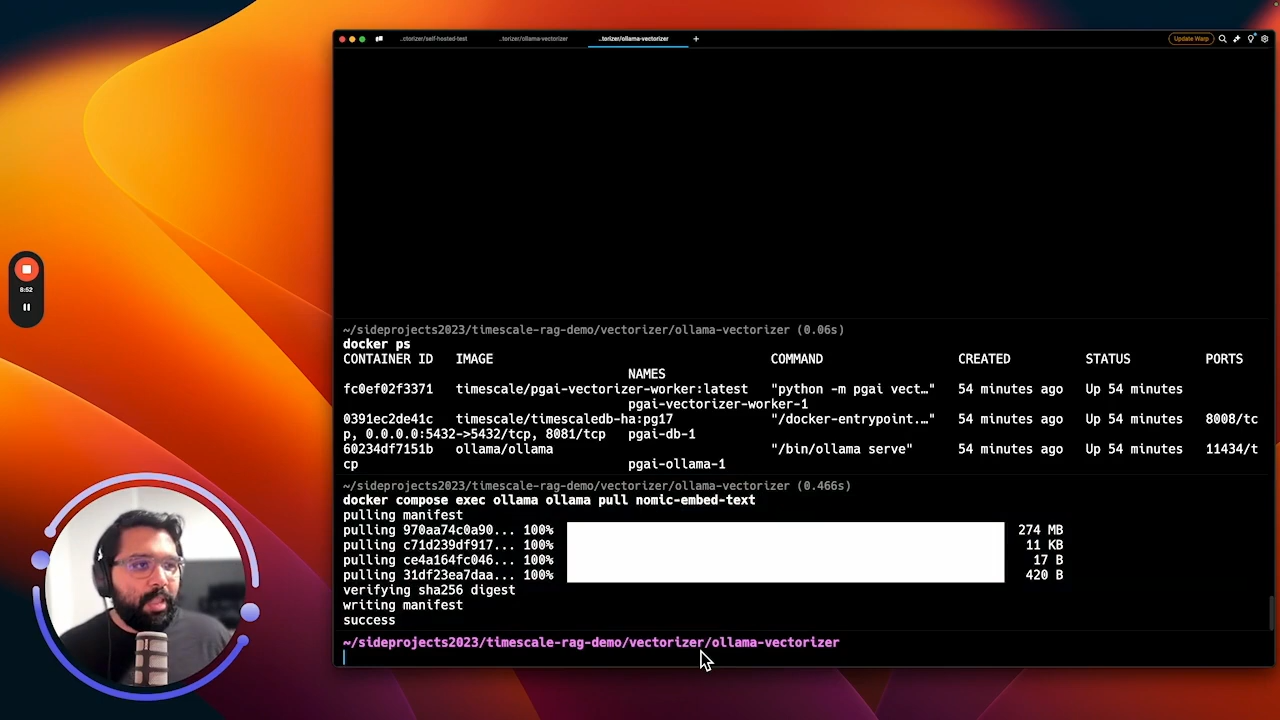 ..ctorizer/self-hosted-test ..torizer/ollama-vectorizer ..torizer/ollama-vectorizer + Update Warp
8:52
~/sideprojects2023/timescale-rag-demo/vectorizer/ollama-vectorizer (0.06s)
docker ps
CONTAINER ID IMAGE COMMAND CREATED STATUS PORTS
NAMES
fc0ef02f3371 timescale/pgai-vectorizer-worker:latest "python -m pgai vect…" 54 minutes ago Up 54 minutes
pgai-vectorizer-worker-1
0391ec2de41c timescale/timescaledb-ha:pg17 "/docker-entrypoint.…" 54 minutes ago Up 54 minutes 8008/tc
p, 0.0.0.0:5432->5432/tcp, 8081/tcp pgai-db-1
60234df7151b ollama/ollama "/bin/ollama serve" 54 minutes ago Up 54 minutes 11434/t
cp pgai-ollama-1
~/sideprojects2023/timescale-rag-demo/vectorizer/ollama-vectorizer (0.466s)
docker compose exec ollama ollama pull nomic-embed-text
pulling manifest
pulling 970aa74c0a90... 100% 274 MB
pulling c71d239df917... 100% 11 KB
pulling ce4a164fc046... 100% 17 B
pulling 31df23ea7daa... 100% 420 B
verifying sha256 digest
writing manifest
success
~/sideprojects2023/timescale-rag-demo/vectorizer/ollama-vectorizer